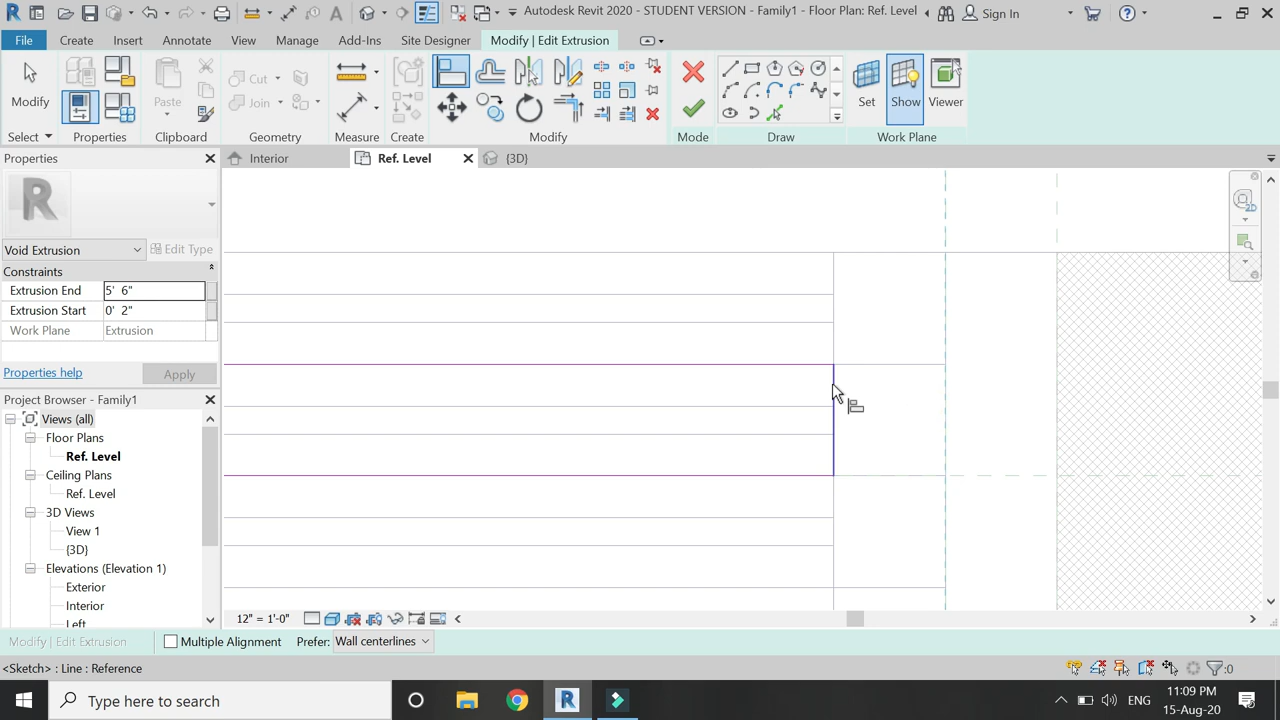 Autodesk Revit 2020 - STUDENT VERSION - Family1 - Floor Plan: Ref. Level
Sign In
File Create Insert Annotate View Manage Add-Ins Site Designer Modify | Edit Extrusion
Modify Paste Cut Join Set Show Viewer
Select Properties Clipboard Geometry Measure Create Modify Mode Draw Work Plane
Properties
Interior Ref. Level {3D}
2D
Void Extrusion Edit Type
Constraints
Extrusion End 5' 6"
Extrusion Start 0' 2"
Work Plane Extrusion
Properties help Apply
Project Browser - Family1
Views (all)
Floor Plans
Ref. Level
Ceiling Plans
Ref. Level
3D Views
View 1
{3D}
Elevations (Elevation 1)
Exterior
Interior
Left
12" = 1'-0"
Modify | Edit Extrusion Multiple Alignment Prefer: Wall centerlines
<Sketch> : Line : Reference
:0
Type here to search
ENG
11:09 PM
15-Aug-20